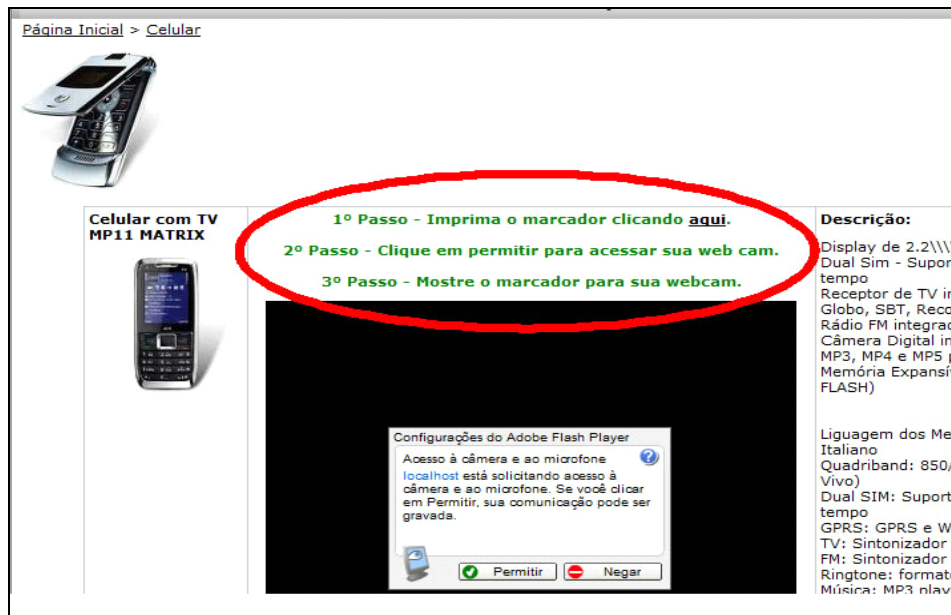 Página Inicial > Celular
Celular com TV
MP11 MATRIX
1º Passo - Imprima o marcador clicando aqui.
2º Passo - Clique em permitir para acessar sua web cam.
3º Passo - Mostre o marcador para sua webcam.
Configurações do Adobe Flash Player
Acesso à câmera e ao microfone
localhost está solicitando acesso à
câmera e ao microfone. Se você clicar
em Permitir, sua comunicação pode ser
gravada.
Permitir
Negar
Descrição:
Display de 2.2\\\
Dual Sim - Supor
tempo
Receptor de TV i
Globo, SBT, Reco
Rádio FM integrad
Câmera Digital in
MP3, MP4 e MP5
Memória Expansí
FLASH)
Liguagem dos Me
Italiano
Quadriband: 850/
Vivo)
Dual SIM: Suport
tempo
GPRS: GPRS e W
TV: Sintonizador
FM: Sintonizador
Ringtone: format
Música: MP3 play